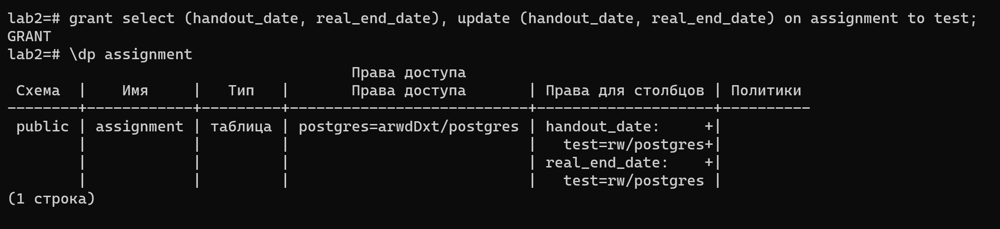 lab2=# grant select (handout_date, real_end_date), update (handout_date, real_end_date) on assignment to test;
GRANT
lab2=# \dp assignment
                                       Права доступа
 Схема  |    Имя     |   Тип   |       Права доступа       | Права для столбцов | Политики
--------+------------+---------+---------------------------+--------------------+----------
 public | assignment | таблица | postgres=arwdDxt/postgres | handout_date:     +|
        |            |         |                           |   test=rw/postgres+|
        |            |         |                           | real_end_date:    +|
        |            |         |                           |   test=rw/postgres |
(1 строка)